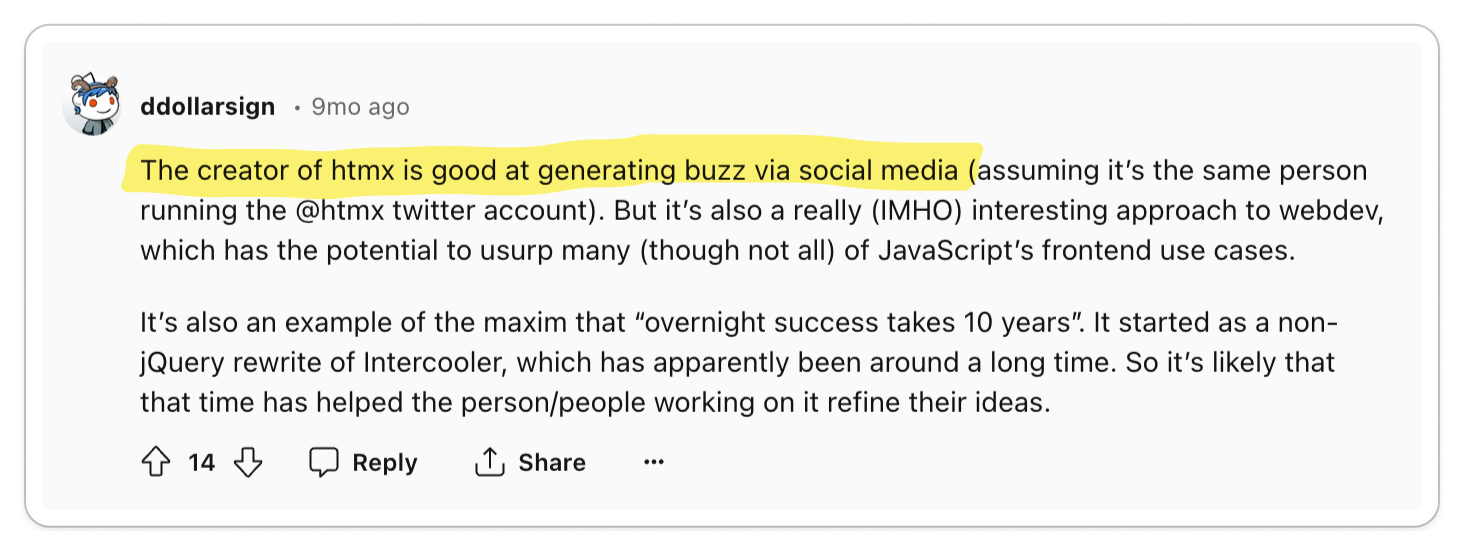 ddollarsign • 9mo ago
The creator of htmx is good at generating buzz via social media (assuming it’s the same person
running the @htmx twitter account). But it’s also a really (IMHO) interesting approach to webdev,
which has the potential to usurp many (though not all) of JavaScript’s frontend use cases.
It’s also an example of the maxim that “overnight success takes 10 years”. It started as a non-
jQuery rewrite of Intercooler, which has apparently been around a long time. So it’s likely that
that time has helped the person/people working on it refine their ideas.
14 Reply Share ...